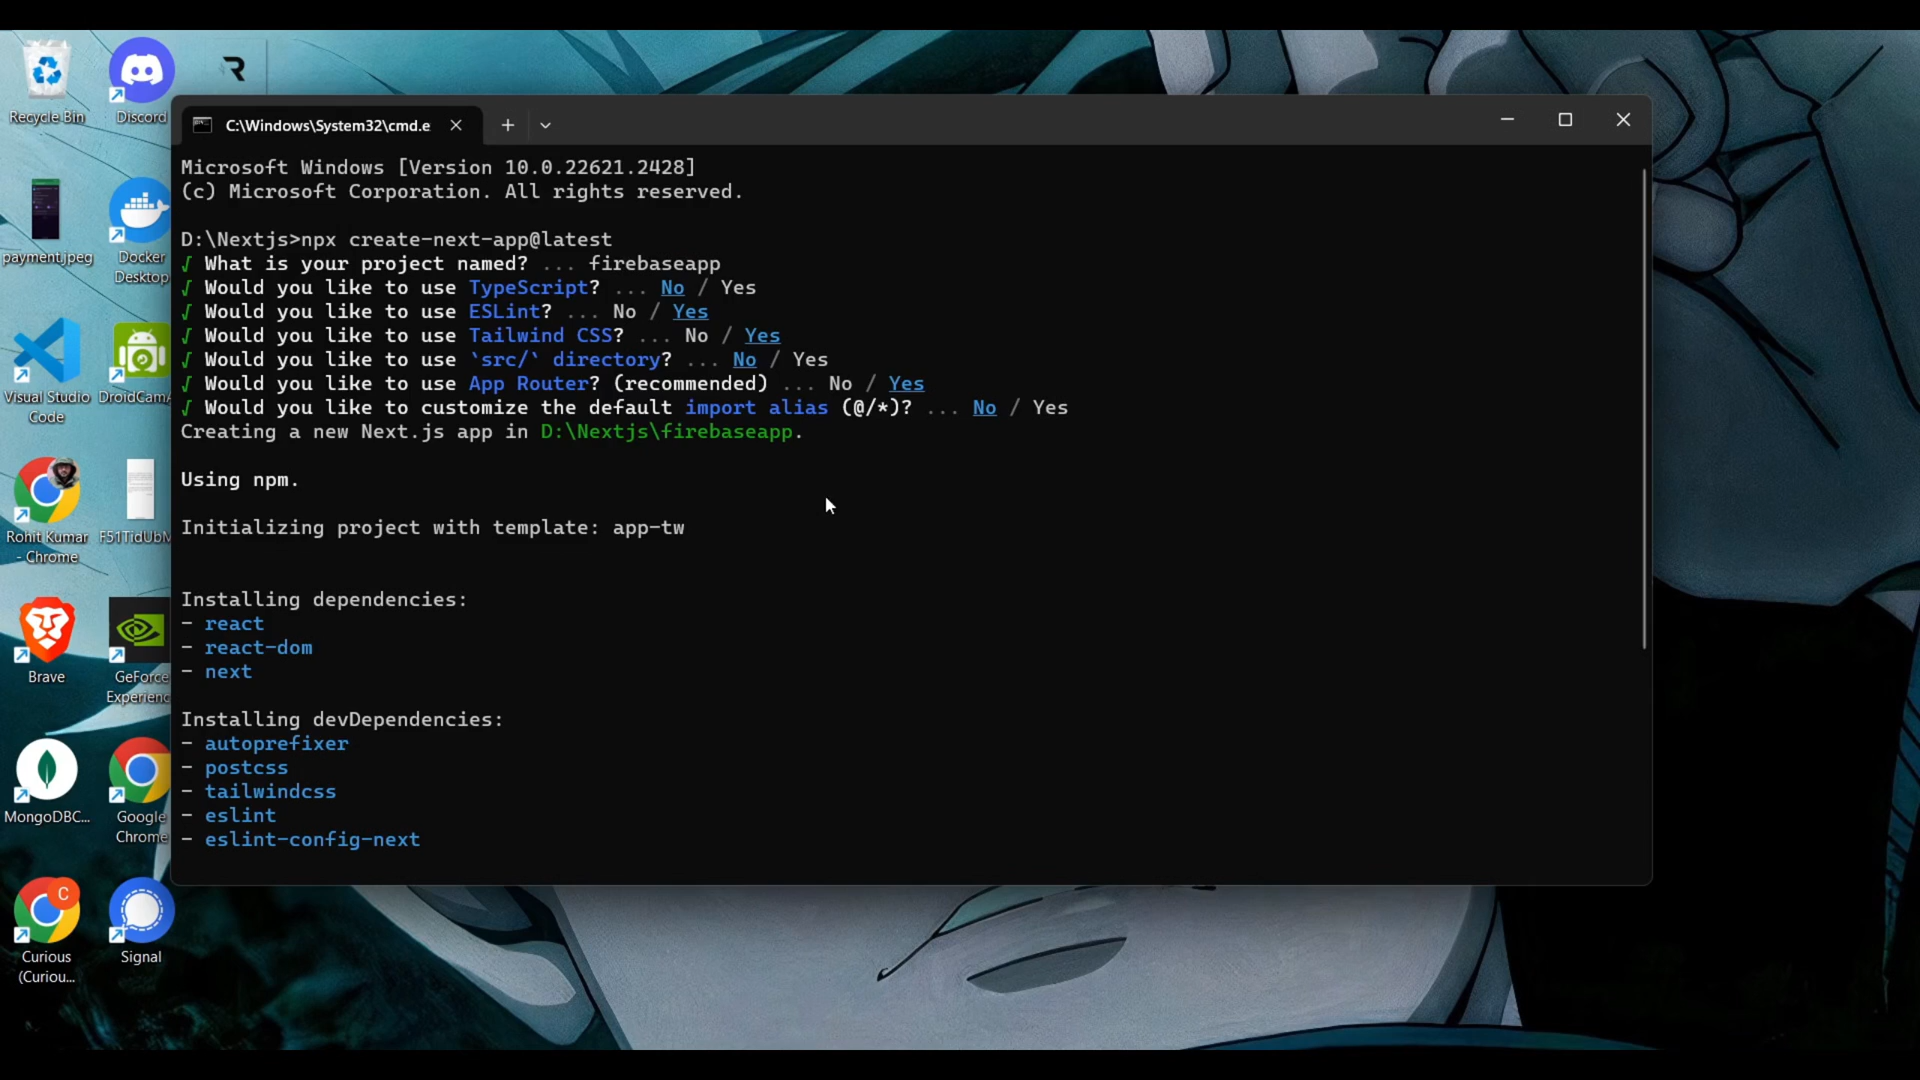 Recycle Bin
Discord
payment.jpeg
Docker
Desktop
Visual Studio
Code
Rohit Kumar
- Chrome
Brave
GeForce
MongoDBC...
Google
Chrome
Curious
(Curiou...
Signal
C
C:\Windows\System32\cmd.e
Microsoft Windows [Version 10.0.22621.2428]
(c) Microsoft Corporation. All rights reserved.
D:\Nextjs>npx create-next-app@latest
√ What is your project named? ... firebaseapp
√ Would you like to use TypeScript? ... No / Yes
√ Would you like to use ESLint? ... No / Yes
√ Would you like to use Tailwind CSS? ... No / Yes
√ Would you like to use `src/` directory? ... No / Yes
√ Would you like to use App Router? (recommended) ... No / Yes
√ Would you like to customize the default import alias (@/*)? ... No / Yes
Creating a new Next.js app in D:\Nextjs\firebaseapp.
Using npm.
Initializing project with template: app-tw
Installing dependencies:
- react
- react-dom
- next
Installing devDependencies:
- autoprefixer
- postcss
- tailwindcss
- eslint
- eslint-config-next